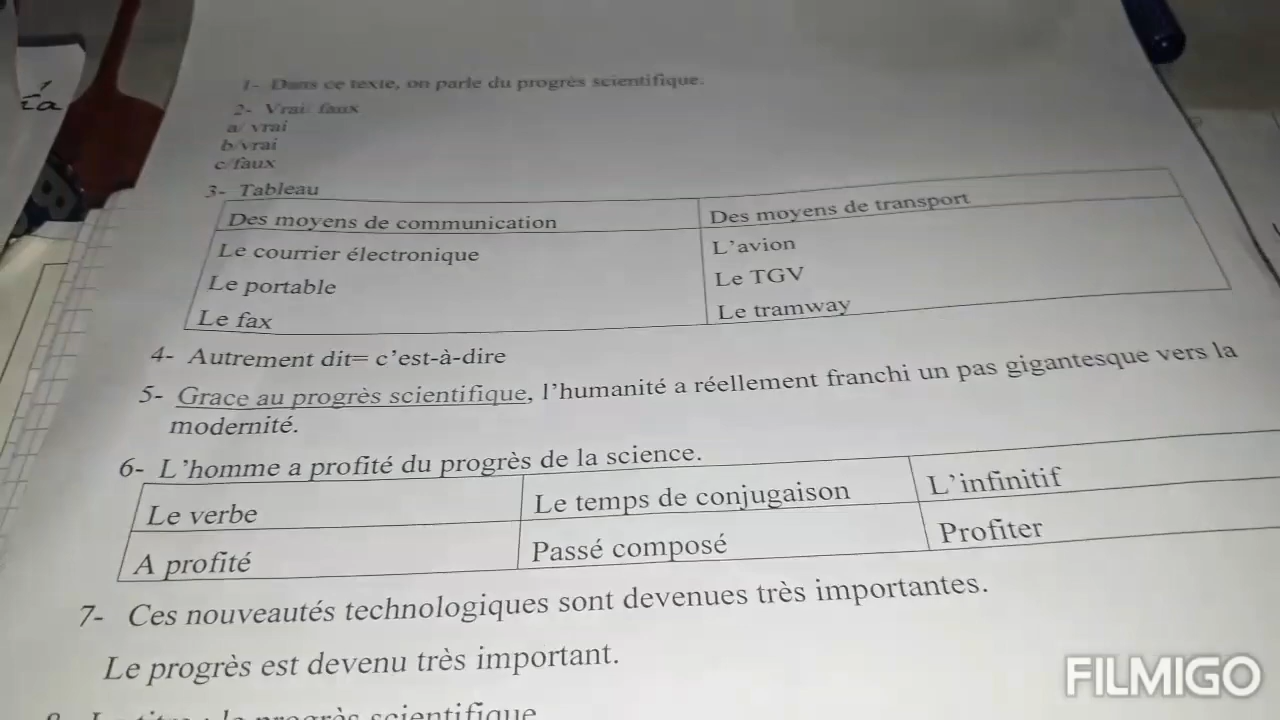 1- Dans ce texte, on parle du progrès scientifique.
2- Vrai/ faux
a/ vrai
b/vrai
c/faux
3- Tableau
Des moyens de communication Des moyens de transport
Le courrier électronique L'avion
Le portable Le TGV
Le fax Le tramway
4- Autrement dit= c'est-à-dire
5- Grace au progrès scientifique, l'humanité a réellement franchi un pas gigantesque vers la
modernité.
6- L'homme a profité du progrès de la science.
Le verbe Le temps de conjugaison L'infinitif
A profité Passé composé Profiter
7- Ces nouveautés technologiques sont devenues très importantes.
Le progrès est devenu très important.
titre : le progrès scientifique
FILMIGO